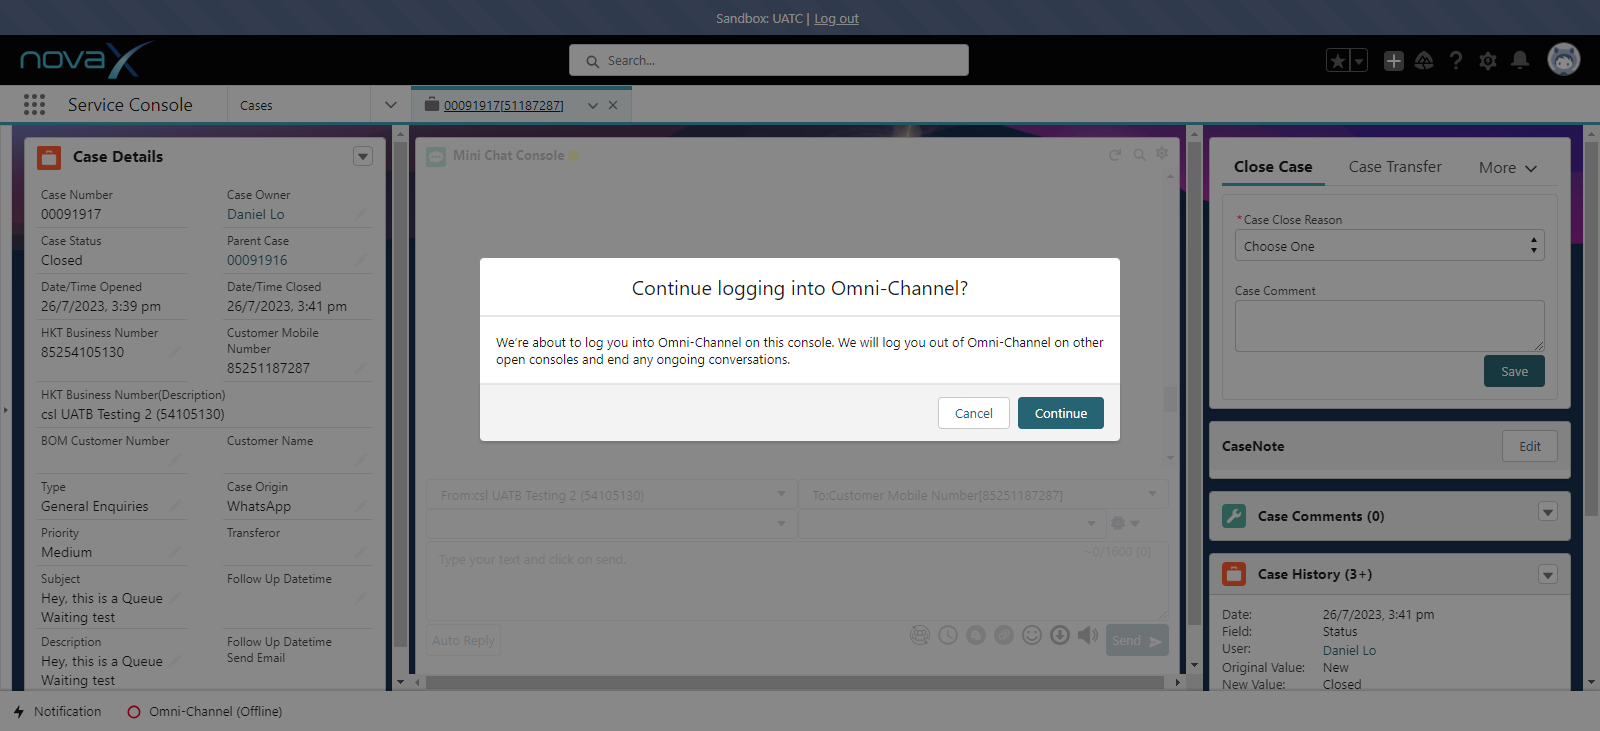 Sandbox: UATC | Log out
novaX
Search...
Service Console
Cases
00091917[51187287]
Case Details
Case Number
00091917
Case Owner
Daniel Lo
Case Status
Closed
Parent Case
00091916
Date/Time Opened
26/7/2023, 3:39 pm
Date/Time Closed
26/7/2023, 3:41 pm
HKT Business Number
85254105130
Customer Mobile
Number
85251187287
HKT Business Number(Description)
csl UATB Testing 2 (54105130)
BOM Customer Number
Customer Name
Type
General Enquiries
Case Origin
WhatsApp
Priority
Medium
Transferor
Subject
Hey, this is a Queue
Waiting test
Follow Up Datetime
Description
Hey, this is a Queue
Waiting test
Follow Up Datetime
Send Email
Mini Chat Console
Continue logging into Omni-Channel?
We're about to log you into Omni-Channel on this console. We will log you out of Omni-Channel on other
open consoles and end any ongoing conversations.
Cancel
Continue
From:csl UATB Testing 2 (54105130)
To:Customer Mobile Number[85251187287]
Type your text and click on send.
~0/1600 (0)
Auto Reply
Send
Close Case
Case Transfer
More
*Case Close Reason
Choose One
Case Comment
Save
CaseNote
Edit
Case Comments (0)
Case History (3+)
Date: 26/7/2023, 3:41 pm
Field: Status
User: Daniel Lo
Original Value: New
New Value: Closed
Notification
Omni-Channel (Offline)